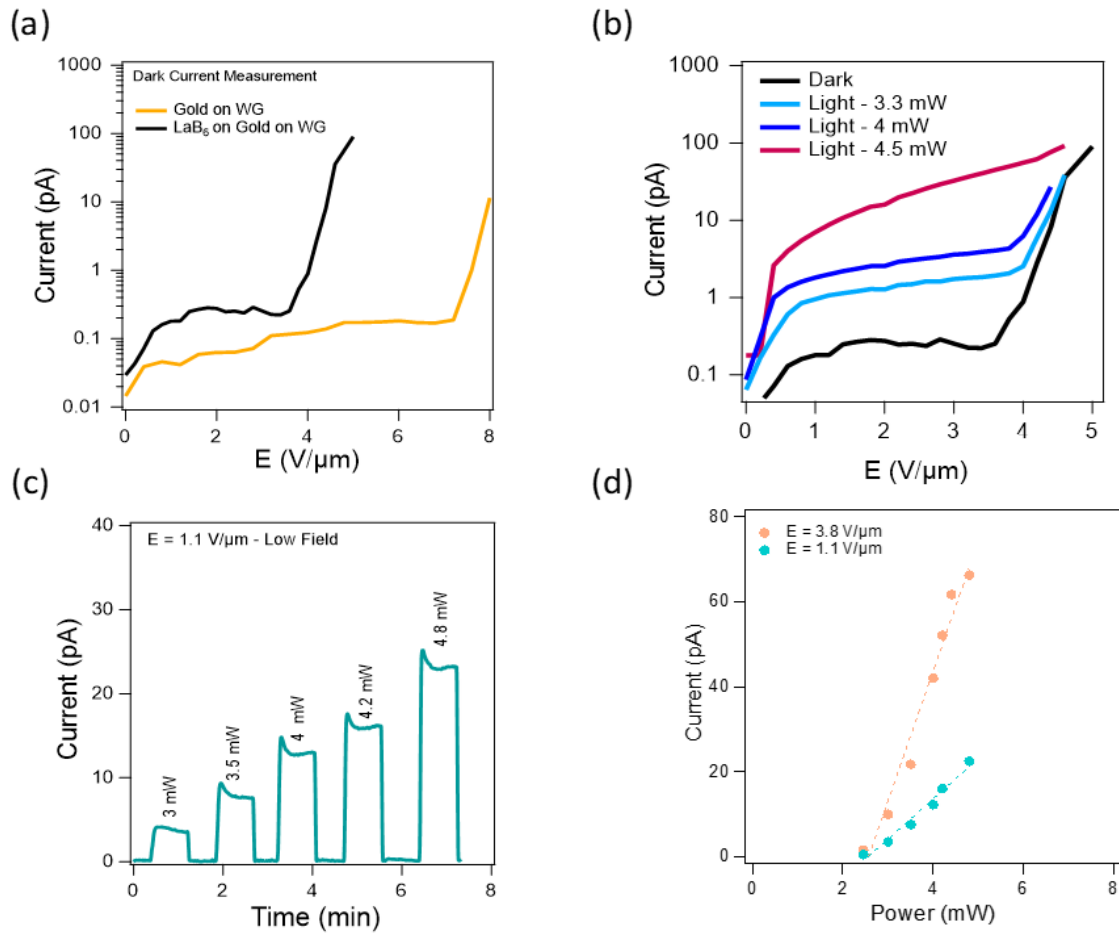 (a)
1000
100
10
1
0.1
0.01
Current (pA)
Dark Current Measurement
Gold on WG
LaB₆ on Gold on WG
0 2 4 6 8
E (V/µm)
(b)
1000
100
10
1
0.1
Current (pA)
Dark
Light - 3.3 mW
Light - 4 mW
Light - 4.5 mW
0 1 2 3 4 5
E (V/µm)
(c)
40
30
20
10
0
Current (pA)
E = 1.1 V/µm - Low Field
3 mW
3.5 mW
4 mW
4.2 mW
4.8 mW
0 2 4 6 8
Time (min)
(d)
80
60
40
20
0
Current (pA)
E = 3.8 V/µm
E = 1.1 V/µm
0 2 4 6 8
Power (mW)